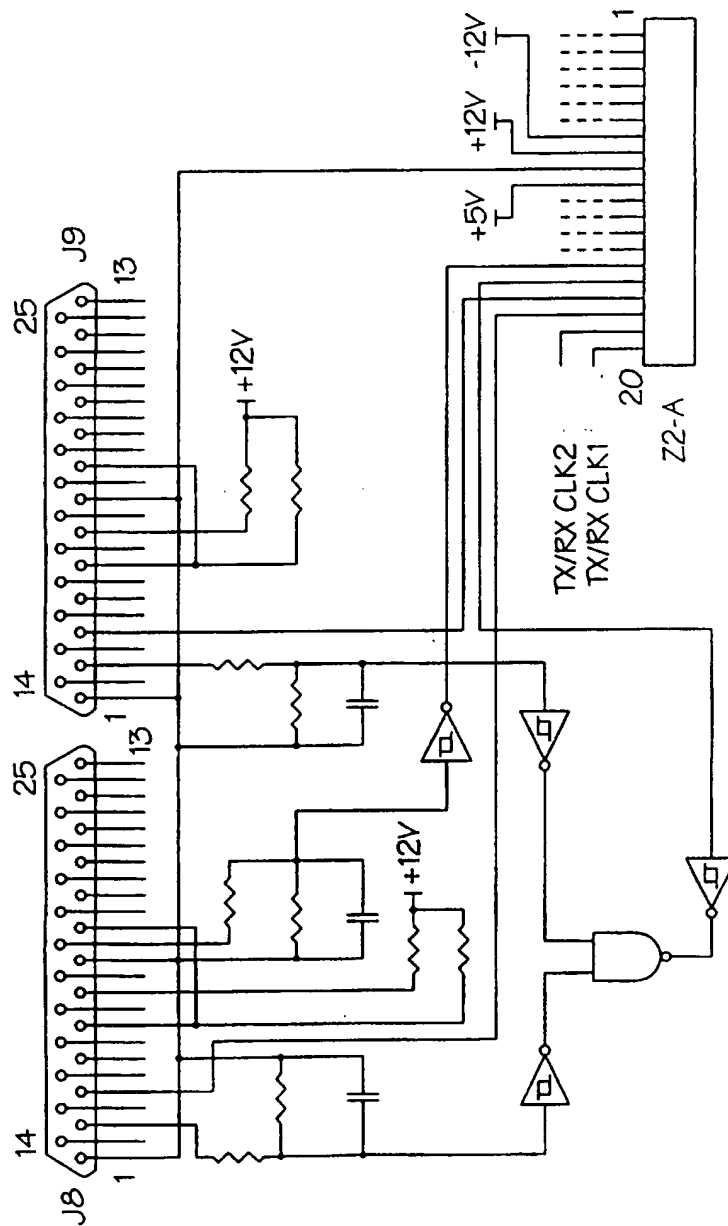 J8
14
25
1
13
J9
14
25
1
13
+12V
+12V
+5V
+12V
-12V
TX/RX CLK2
TX/RX CLK1
20
1
Z2-A